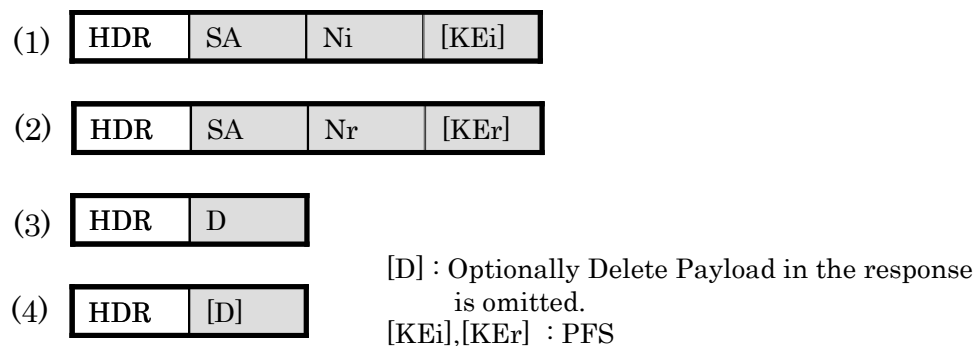 (1) HDR SA Ni [KEi]
(2) HDR SA Nr [KEr]
(3) HDR D
[D] : Optionally Delete Payload in the response
is omitted.
(4) HDR [D]
[KEi],[KEr] : PFS